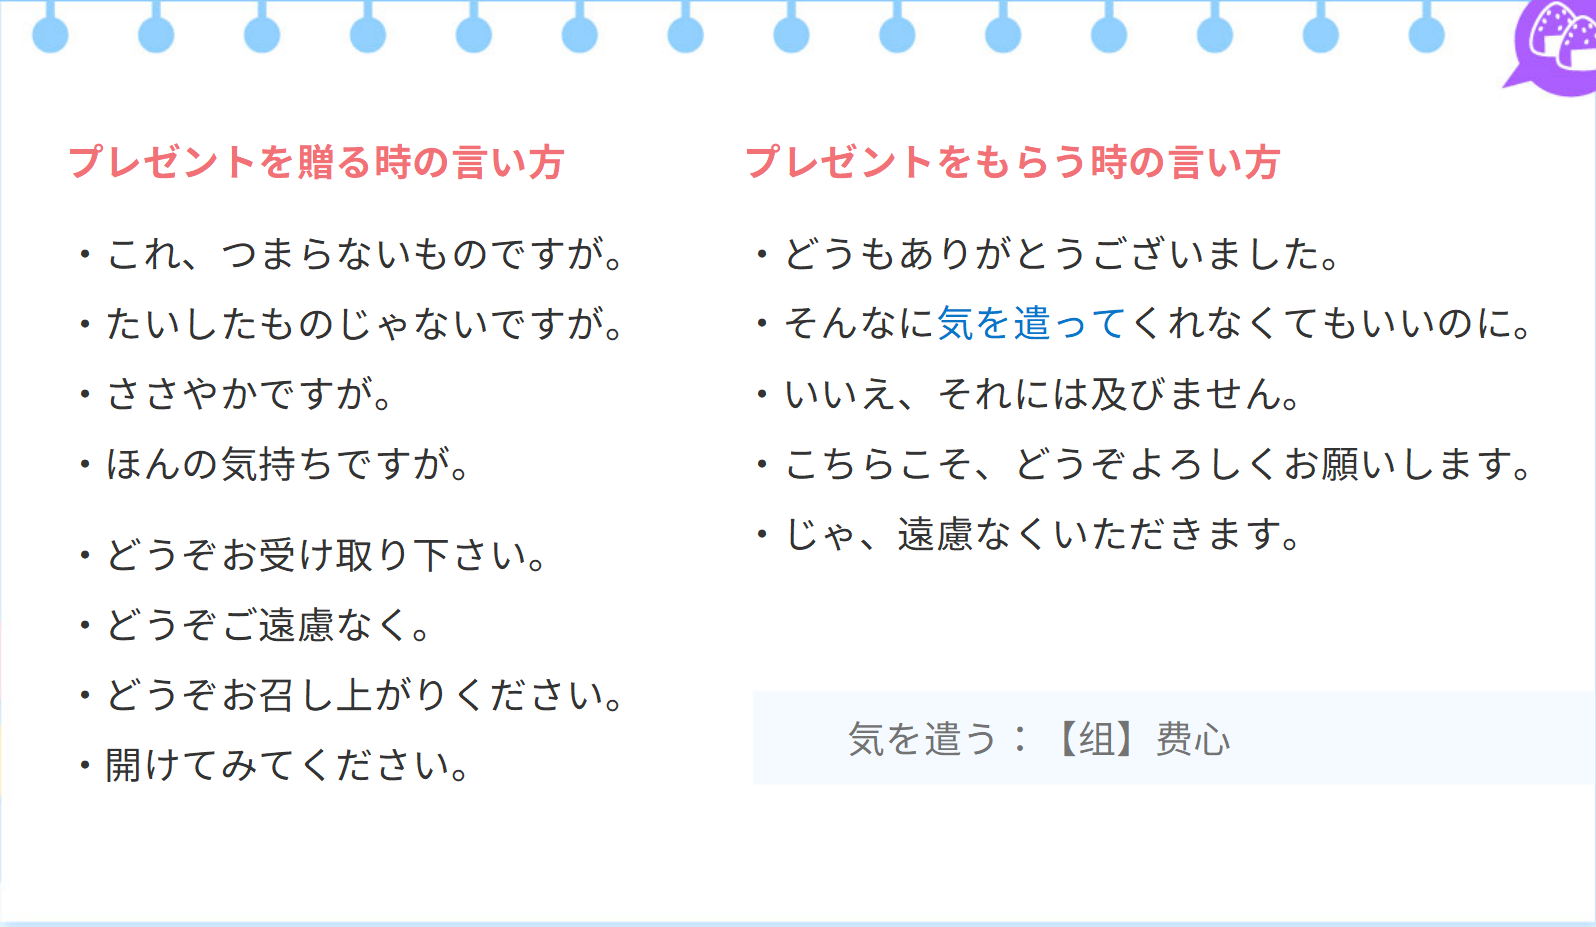 プレゼントを贈る時の言い方
・これ、つまらないものですが。
・たいしたものじゃないですが。
・ささやかですが。
・ほんの気持ちですが。
・どうぞお受け取り下さい。
・どうぞご遠慮なく。
・どうぞお召し上がりください。
・開けてみてください。
プレゼントをもらう時の言い方
・どうもありがとうございました。
・そんなに気を遣ってくれなくてもいいのに。
・いいえ、それには及びません。
・こちらこそ、どうぞよろしくお願いします。
・じゃ、遠慮なくいただきます。
気を遣う：【组】费心